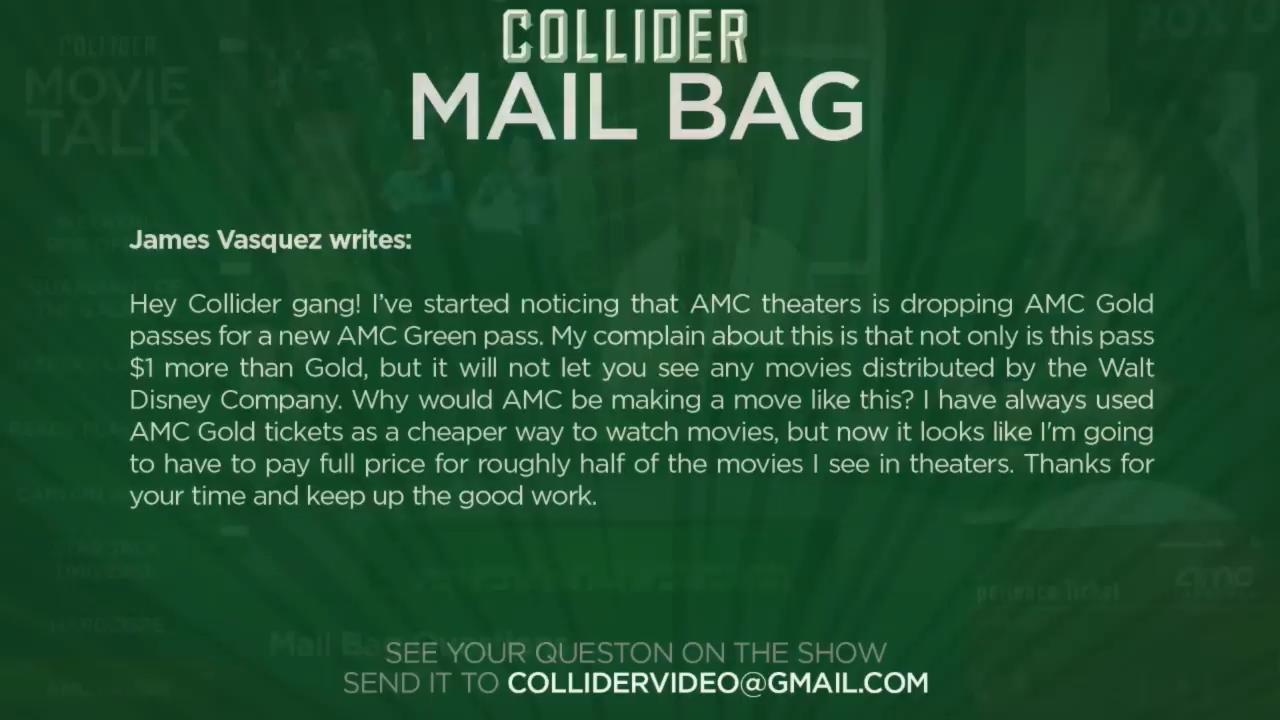 COLLIDER
MAIL BAG
COLLIDER
MOVIE
TALK
James Vasquez writes:
Hey Collider gang! I've started noticing that AMC theaters is dropping AMC Gold
passes for a new AMC Green pass. My complain about this is that not only is this pass
$1 more than Gold, but it will not let you see any movies distributed by the Walt
Disney Company. Why would AMC be making a move like this? I have always used
AMC Gold tickets as a cheaper way to watch movies, but now it looks like I'm going
to have to pay full price for roughly half of the movies I see in theaters. Thanks for
your time and keep up the good work.
amc
Mail Bag
SEE YOUR QUESTON ON THE SHOW
SEND IT TO COLLIDERVIDEO@GMAIL.COM